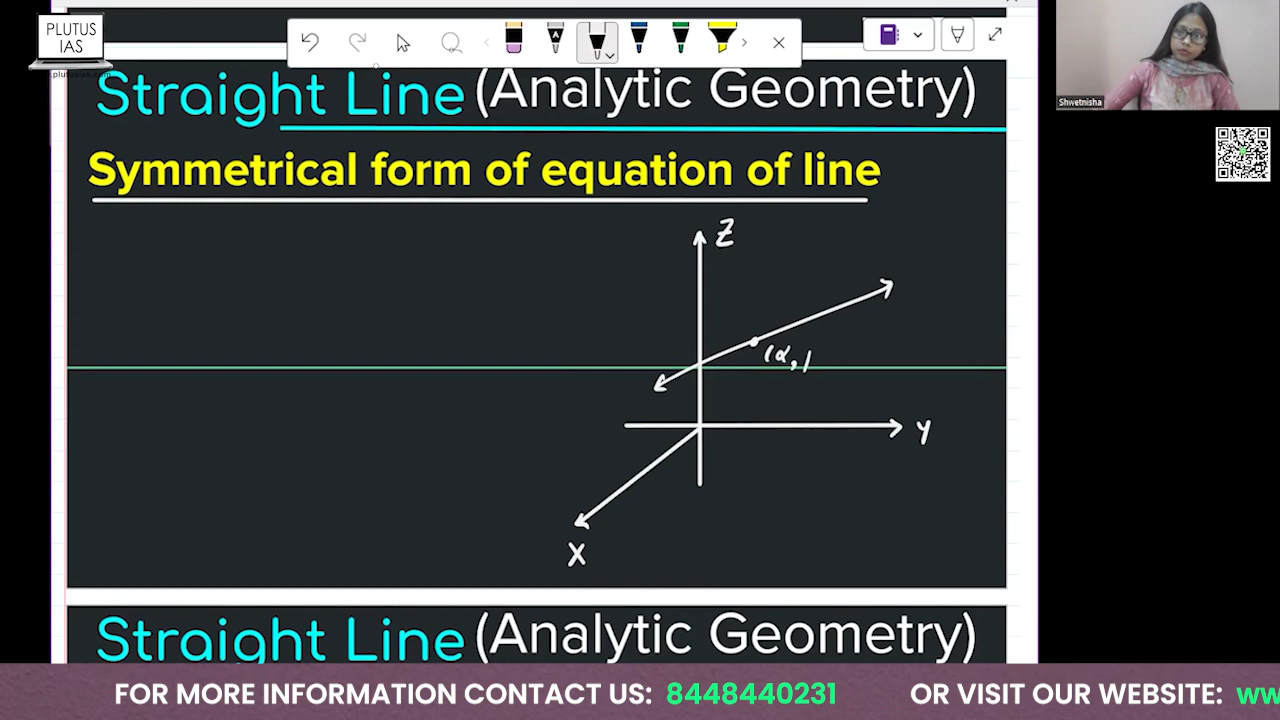 PLUTUS
IAS
Straight Line (Analytic Geometry)
Shwetnisha
Symmetrical form of equation of line
Z
(α,)
y
X
Straight Line (Analytic Geometry)
FOR MORE INFORMATION CONTACT US: 8448440231 OR VISIT OUR WEBSITE: ww